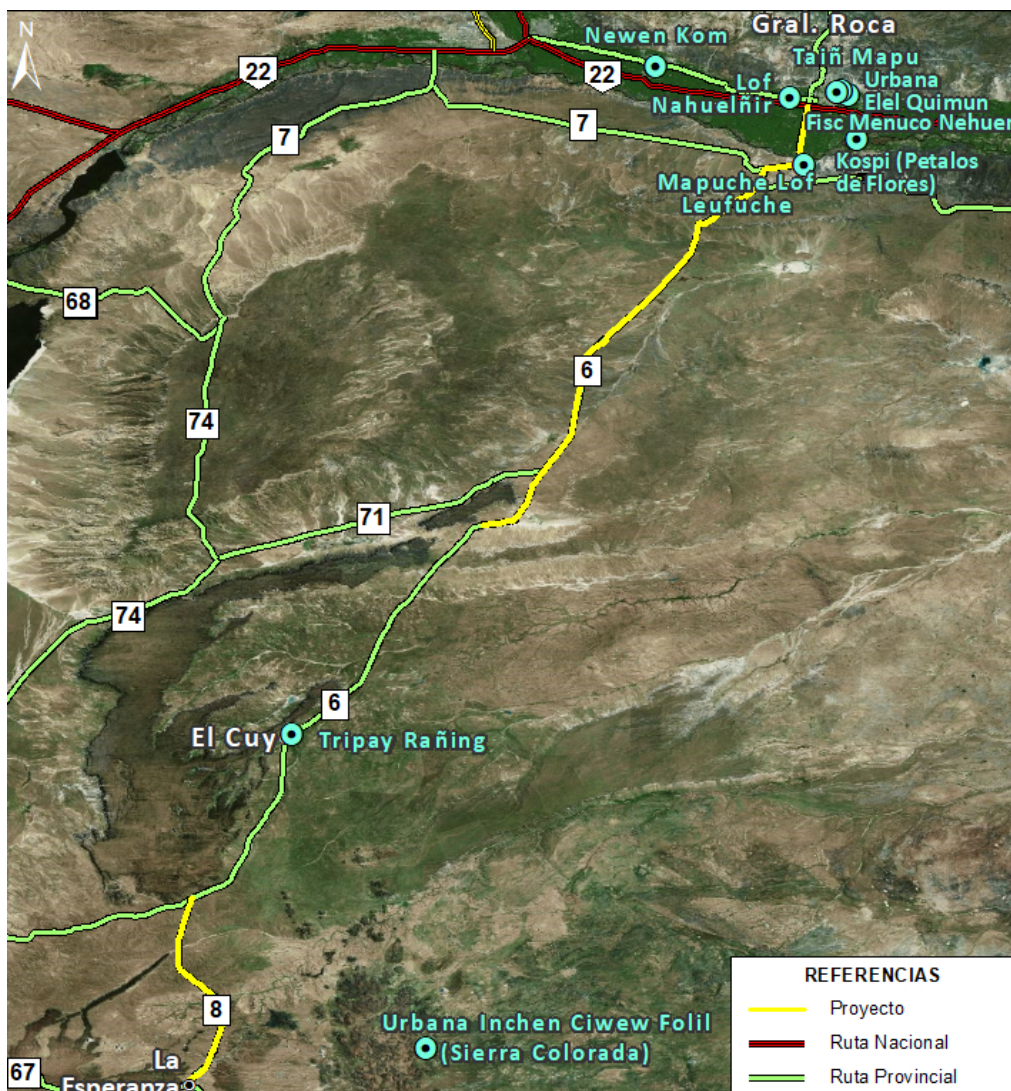 N
Gral. Roca
Newen Kom
Taiñ Mapu
22
22
Lof
Nahuelñir
Urbana
Elel Quimun
Fisc Menuco Nehuen
7
7
Kospi (Petalos
de Flores)
Mapuche Lof
Leufuche
68
6
74
71
74
6
El Cuy
Tripay Rañing
8
Urbana Inchen Ciwew Folil
(Sierra Colorada)
67
La
Esperanza
REFERENCIAS
Proyecto
Ruta Nacional
Ruta Provincial